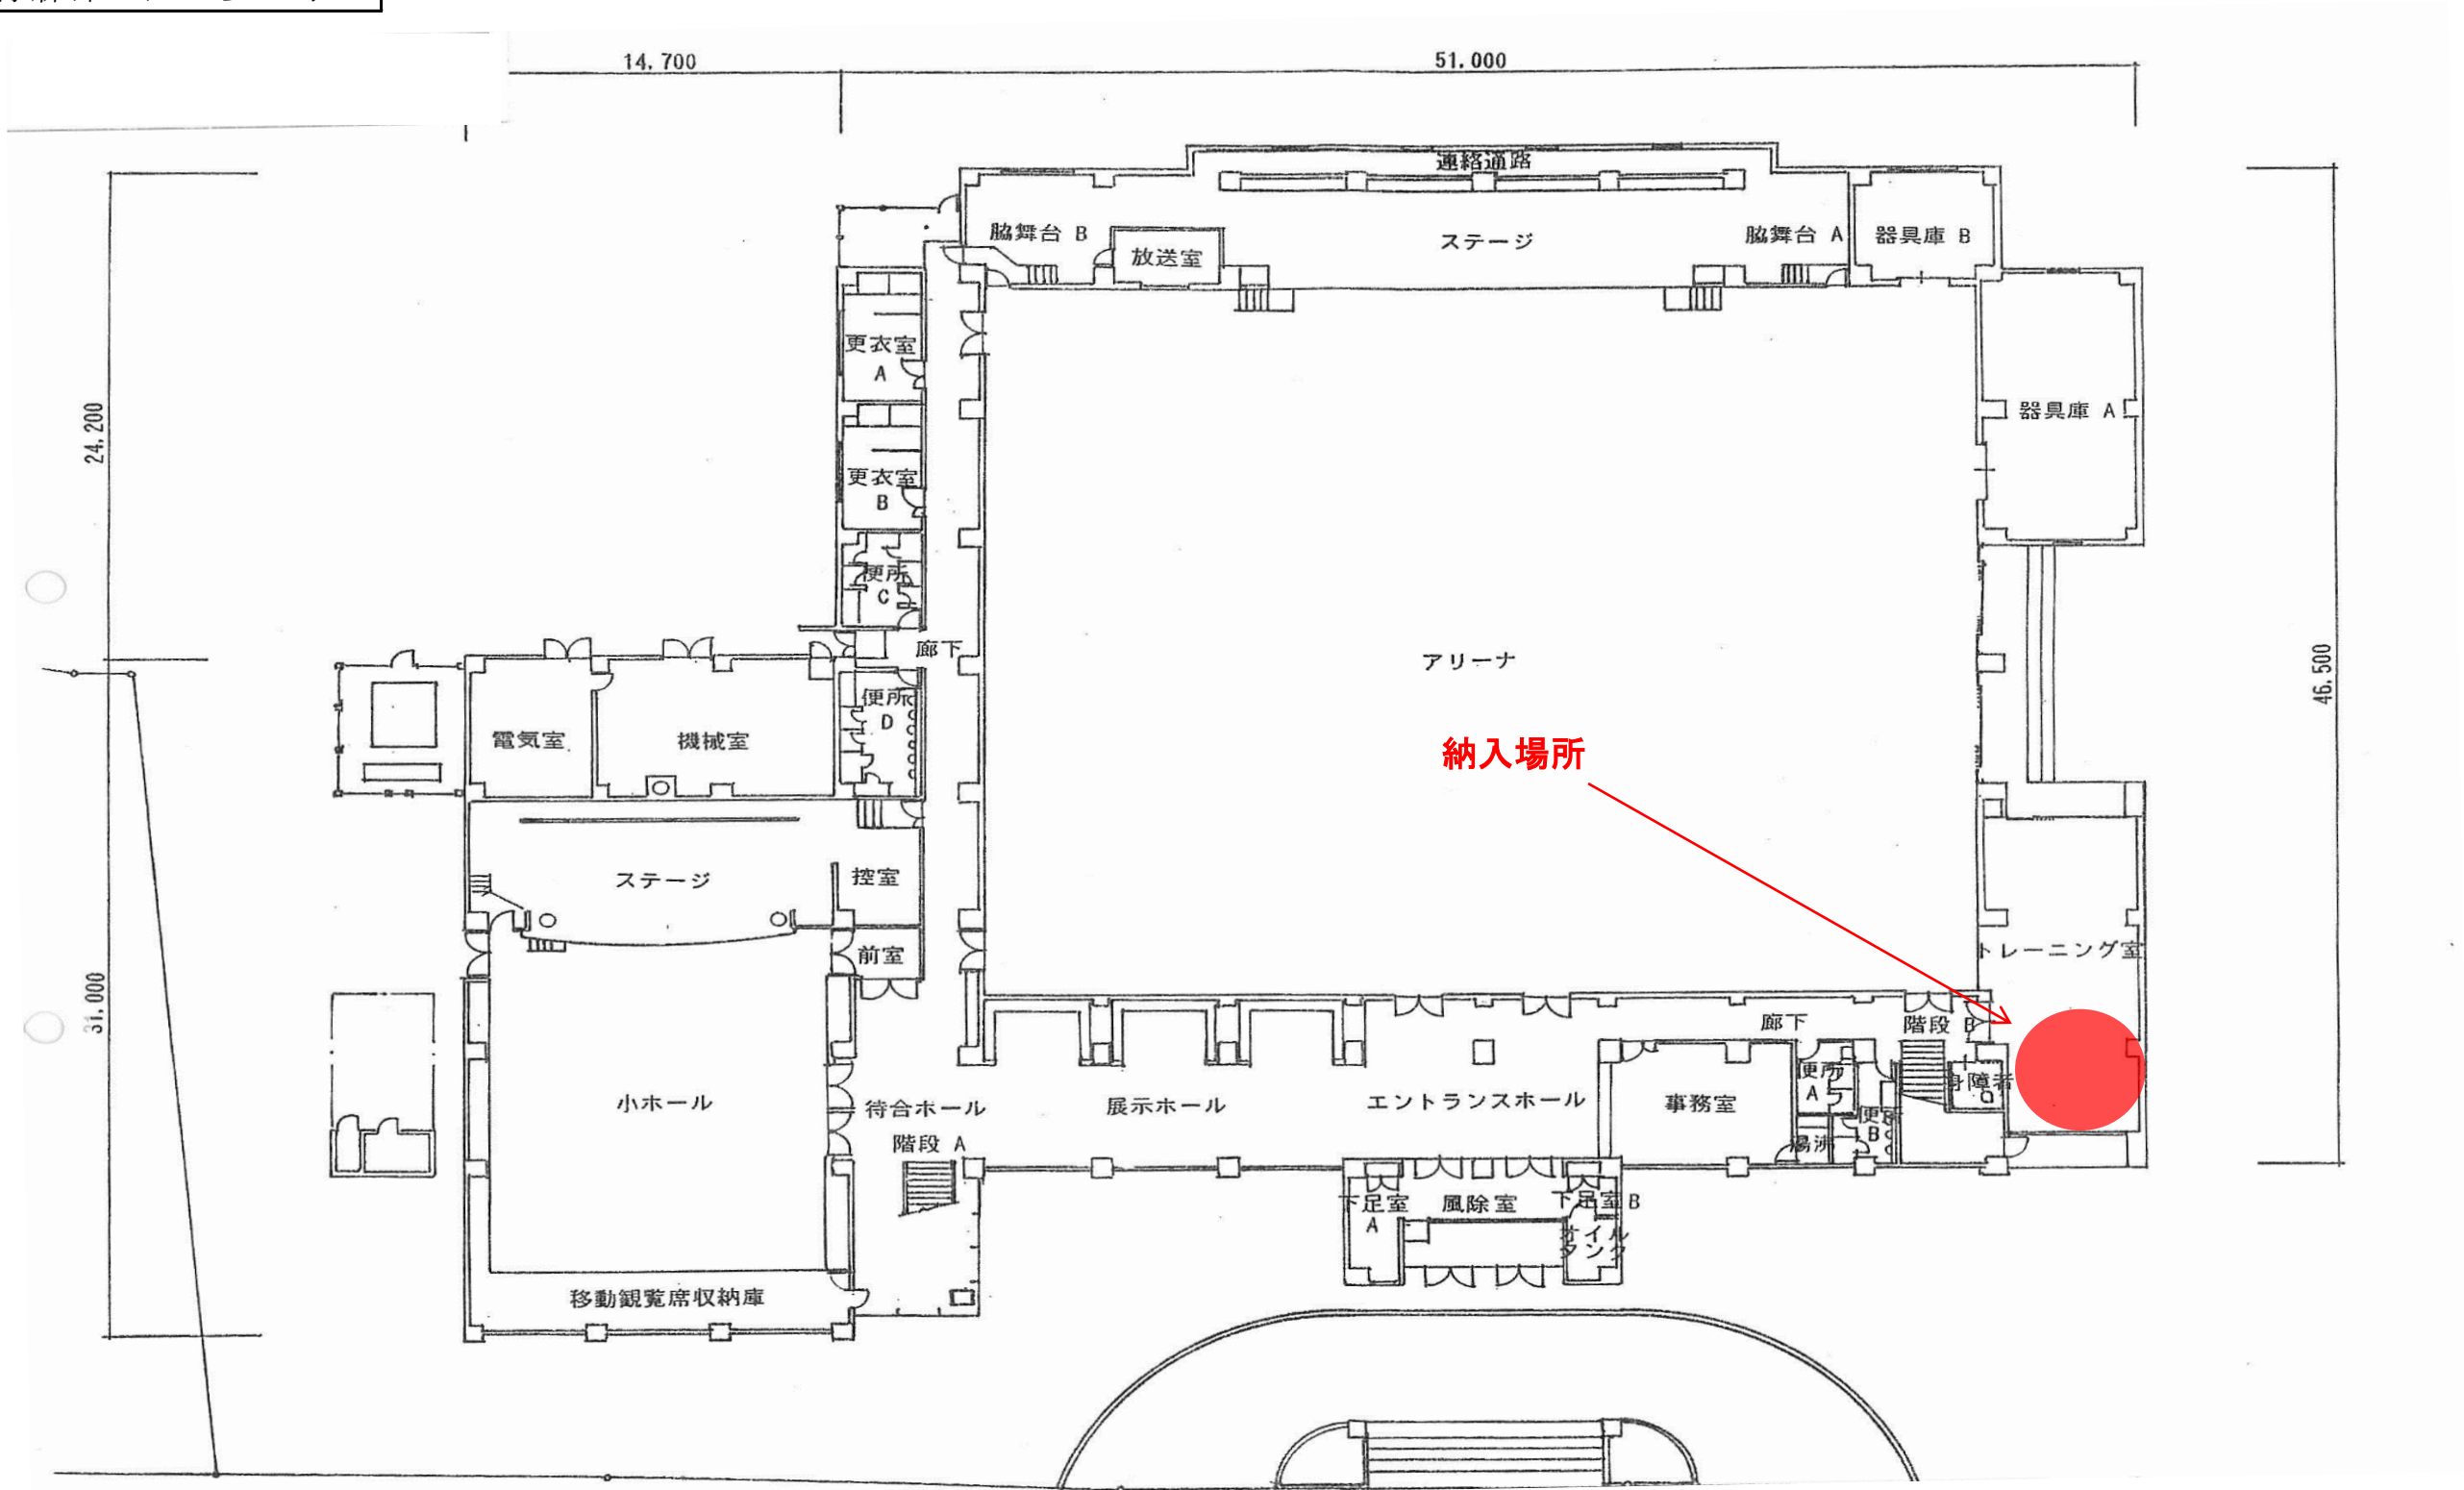 14,700
51,000
連絡通路
脇舞台 B
放送室
ステージ
脇舞台 A
器具庫 B
更衣室
A
器具庫 A
24,200
更衣室
B
便所
C
廊下
アリーナ
46,500
便所
D
電気室
機械室
納入場所
ステージ
控室
前室
トレーニング室
31,000
廊下
階段 B
小ホール
待合ホール
展示ホール
エントランスホール
事務室
便所
A
身障者
便
B
湯沸
階段 A
下足室
A
風除室
下足室 B
オイル
タンク
移動観覧席収納庫